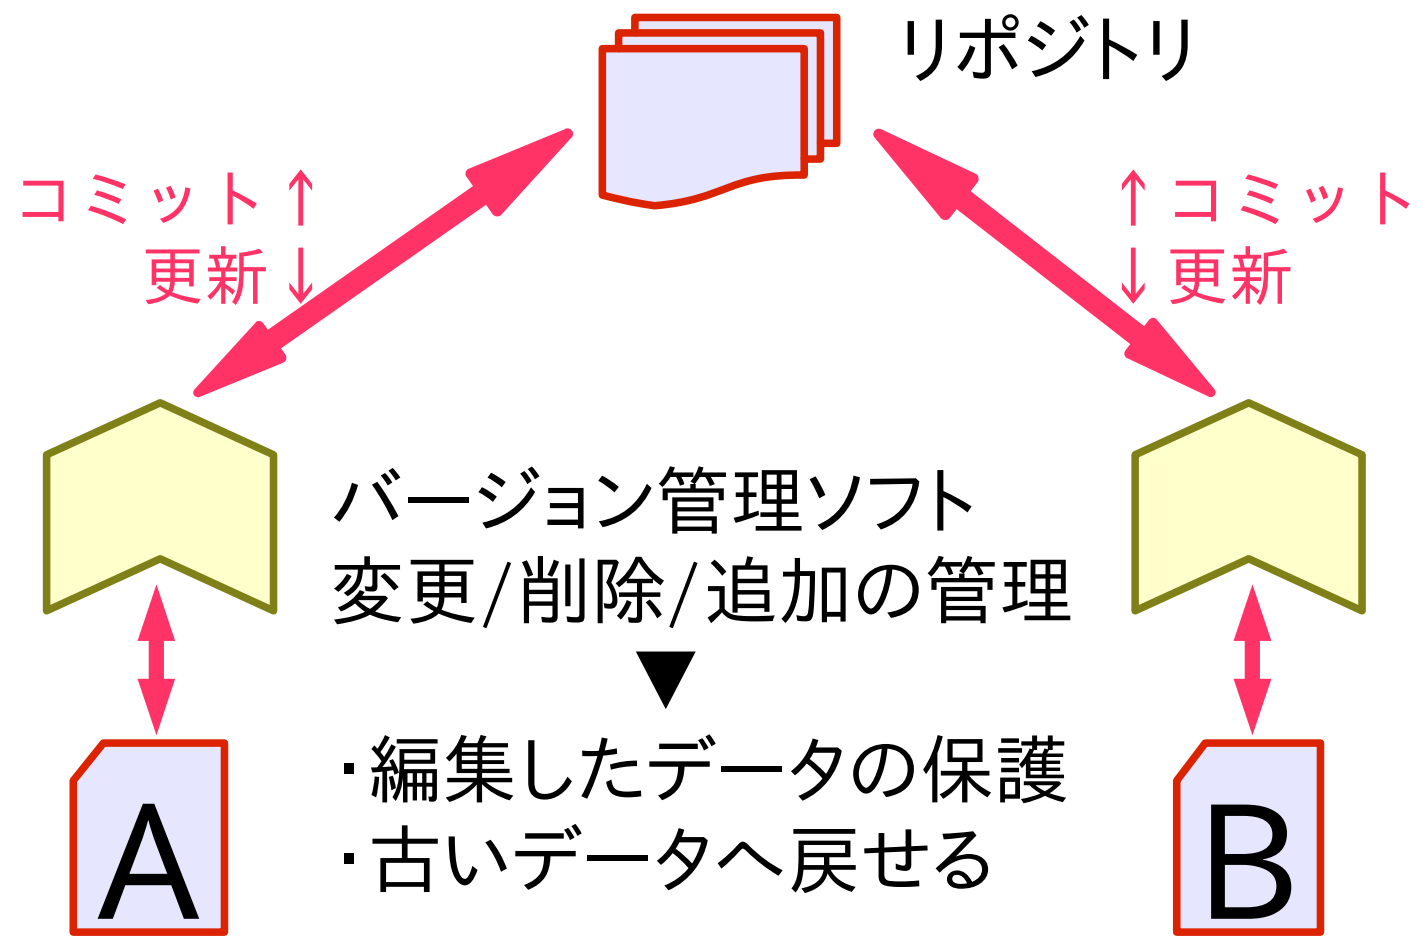 リポジトリ
コミット↑
更新↓
↑コミット
↓更新
バージョン管理ソフト
変更/削除/追加の管理
▼
・編集したデータの保護
・古いデータへ戻せる
A
B